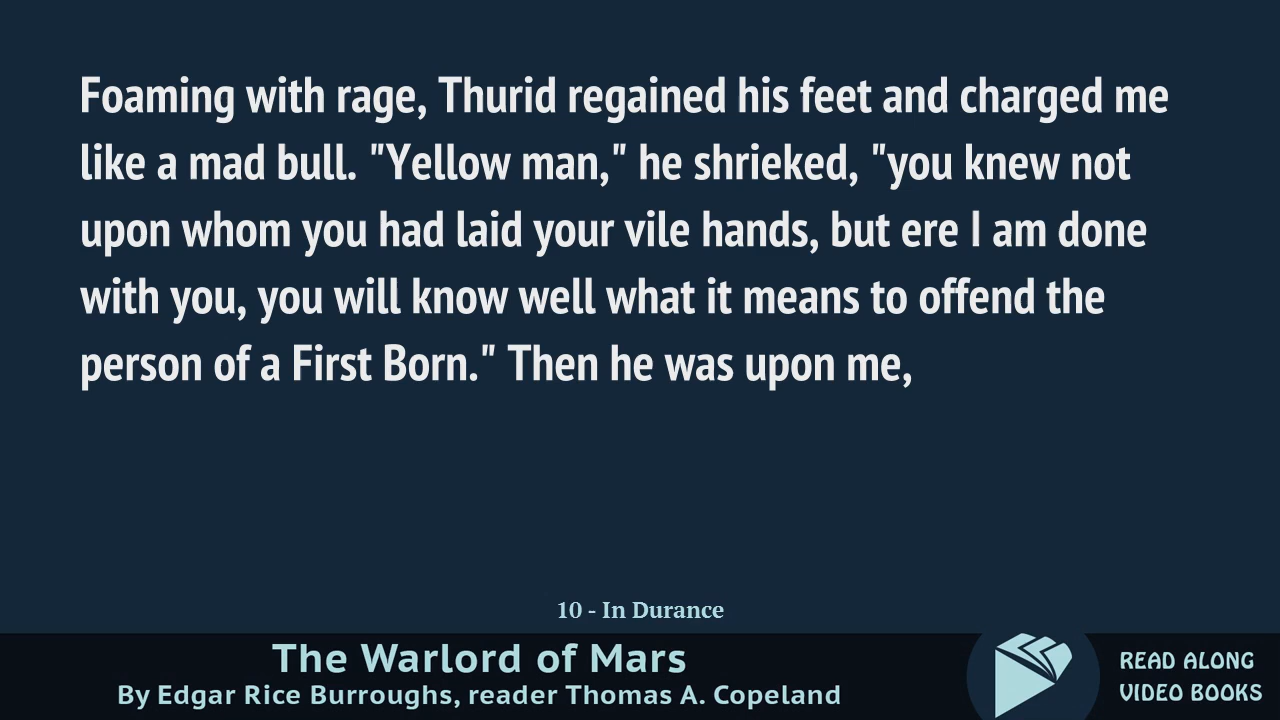 Foaming with rage, Thurid regained his feet and charged me
like a mad bull. "Yellow man," he shrieked, "you knew not
upon whom you had laid your vile hands, but ere I am done
with you, you will know well what it means to offend the
person of a First Born." Then he was upon me,
10 - In Durance
The Warlord of Mars
By Edgar Rice Burroughs, reader Thomas A. Copeland
READ ALONG
VIDEO BOOKS